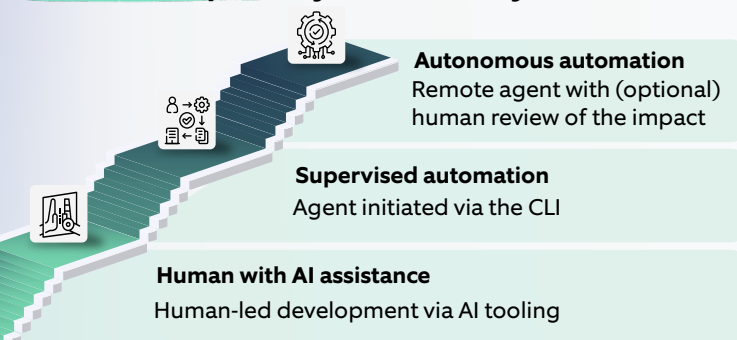 Autonomous automation
Remote agent with (optional)
human review of the impact
Supervised automation
Agent initiated via the CLI
Human with AI assistance
Human-led development via AI tooling